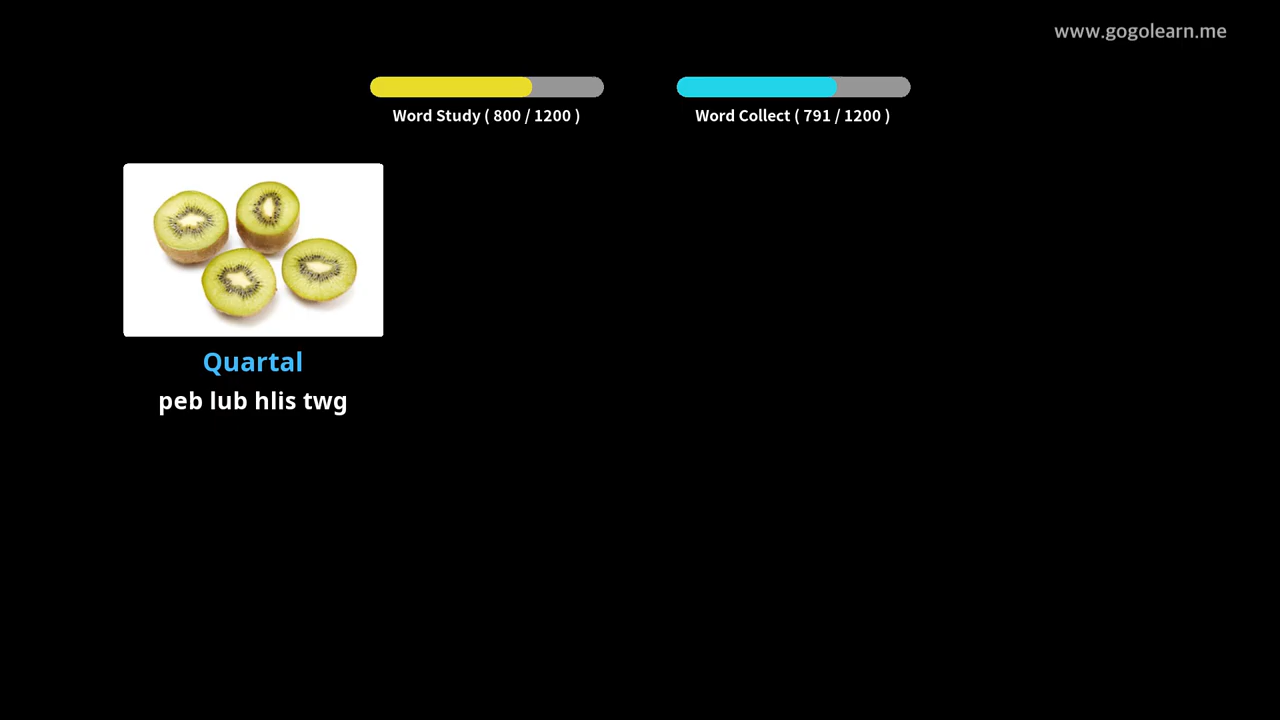 www.gogolearn.me
Word Study ( 800 / 1200 )
Word Collect ( 791 / 1200 )
Quartal
peb lub hlis twg